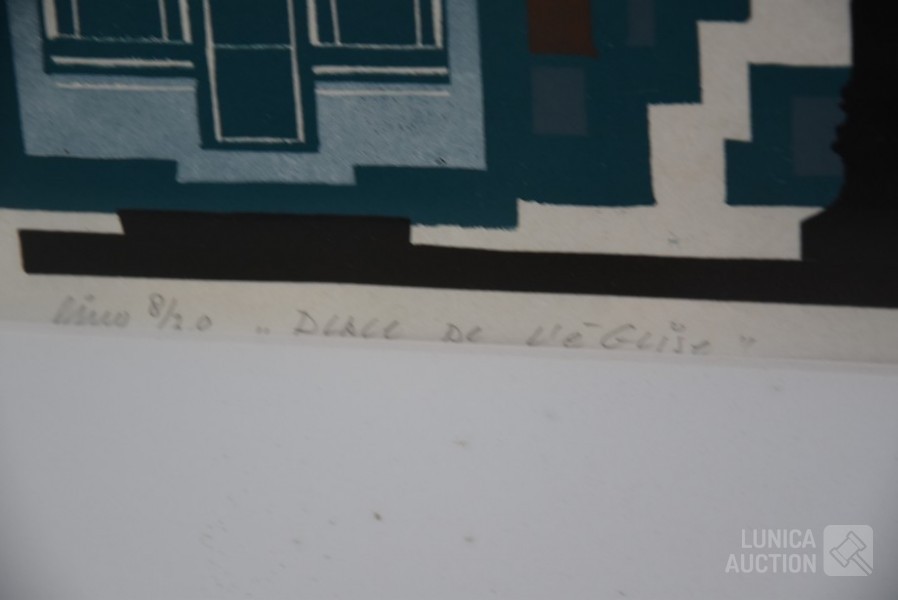 Lino 8/20 „ PLACE DE L'éGLISE "
LUNICA
AUCTION